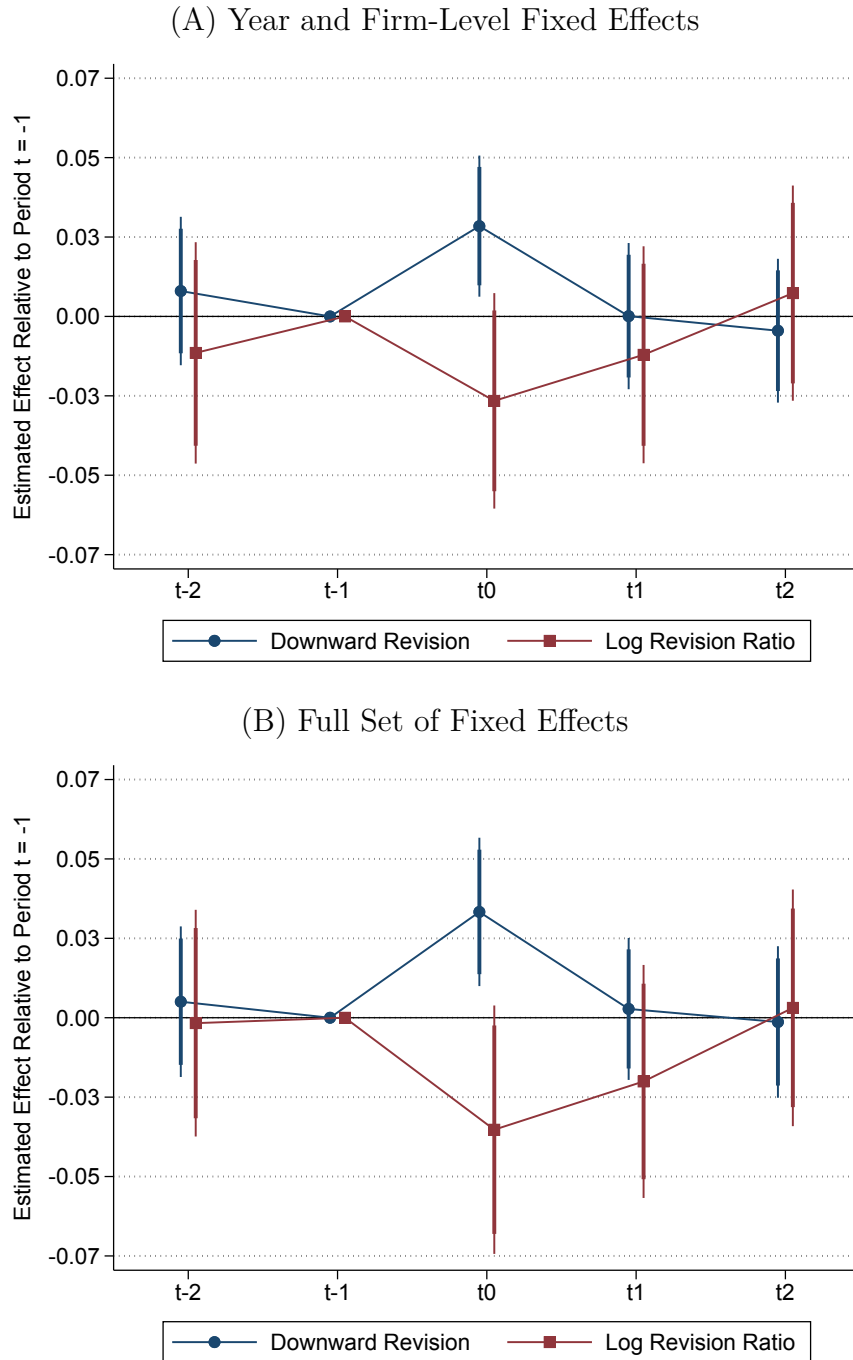 (A) Year and Firm-Level Fixed Effects
Estimated Effect Relative to Period t = -1
0.07
0.05
0.03
0.00
-0.03
-0.05
-0.07
t-2 t-1 t0 t1 t2
Downward Revision Log Revision Ratio
(B) Full Set of Fixed Effects
Estimated Effect Relative to Period t = -1
0.07
0.05
0.03
0.00
-0.03
-0.05
-0.07
t-2 t-1 t0 t1 t2
Downward Revision Log Revision Ratio